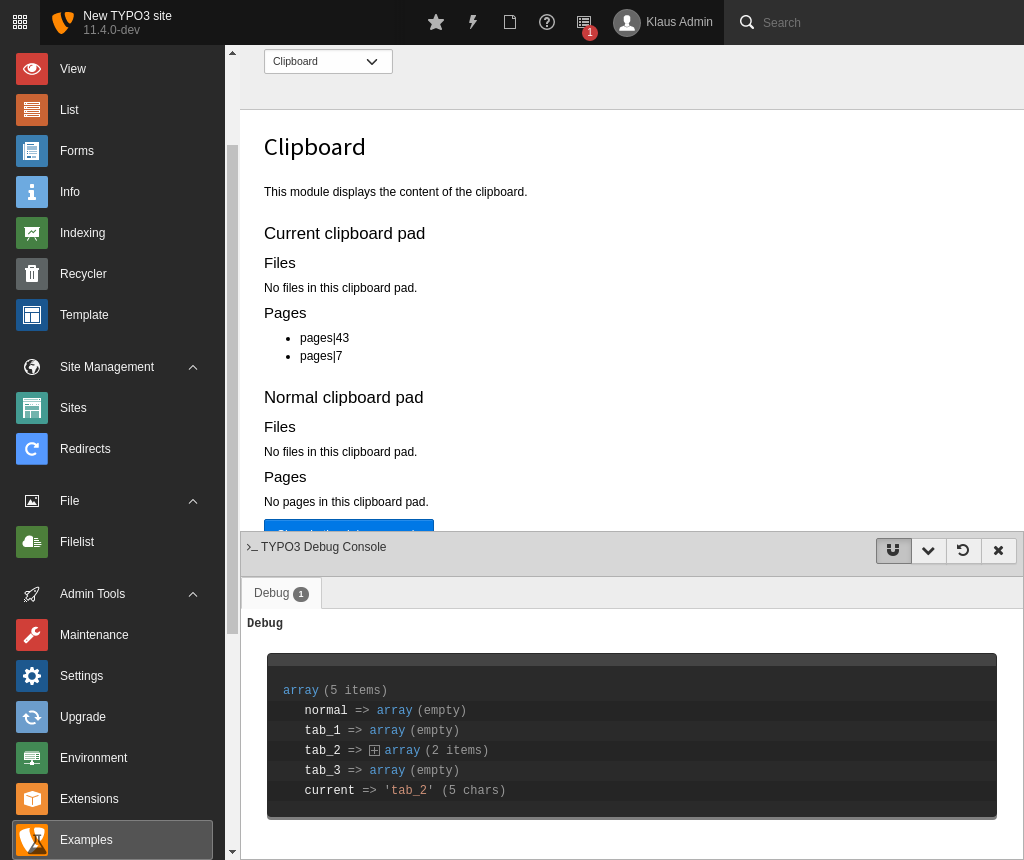 New TYPO3 site
11.4.0-dev
1
Klaus Admin
Search
View
List
Forms
Info
Indexing
Recycler
Template
Site Management
Sites
Redirects
File
Filelist
Admin Tools
Maintenance
Settings
Upgrade
Environment
Extensions
Examples
Clipboard
Clipboard
This module displays the content of the clipboard.
Current clipboard pad
Files
No files in this clipboard pad.
Pages
pages|43
pages|7
Normal clipboard pad
Files
No files in this clipboard pad.
Pages
No pages in this clipboard pad.
TYPO3 Debug Console
Debug 1
Debug
array (5 items)
normal => array (empty)
tab_1 => array (empty)
tab_2 => array (2 items)
tab_3 => array (empty)
current => 'tab_2' (5 chars)